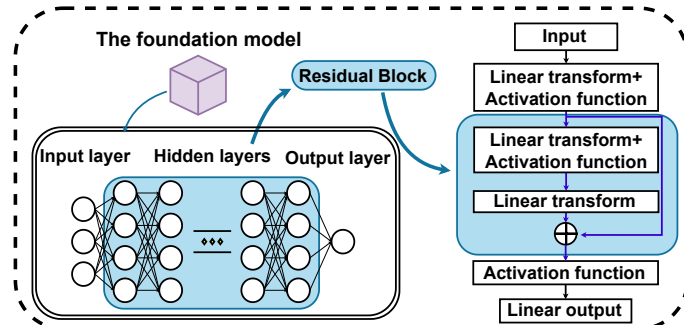 The foundation model
Residual Block
Input layer
Hidden layers
Output layer
Input
Linear transform+
Activation function
Linear transform+
Activation function
Linear transform
Activation function
Linear output